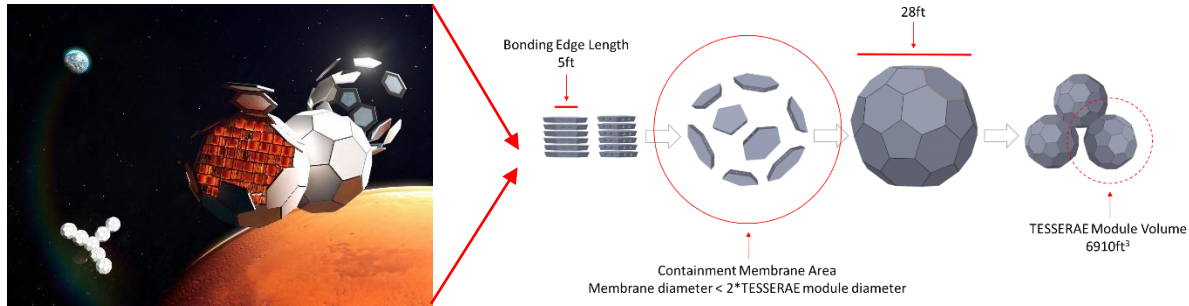 Bonding Edge Length
5ft
28ft
Containment Membrane Area
Membrane diameter < 2*TESSERAE module diameter
TESSERAE Module Volume
6910ft³